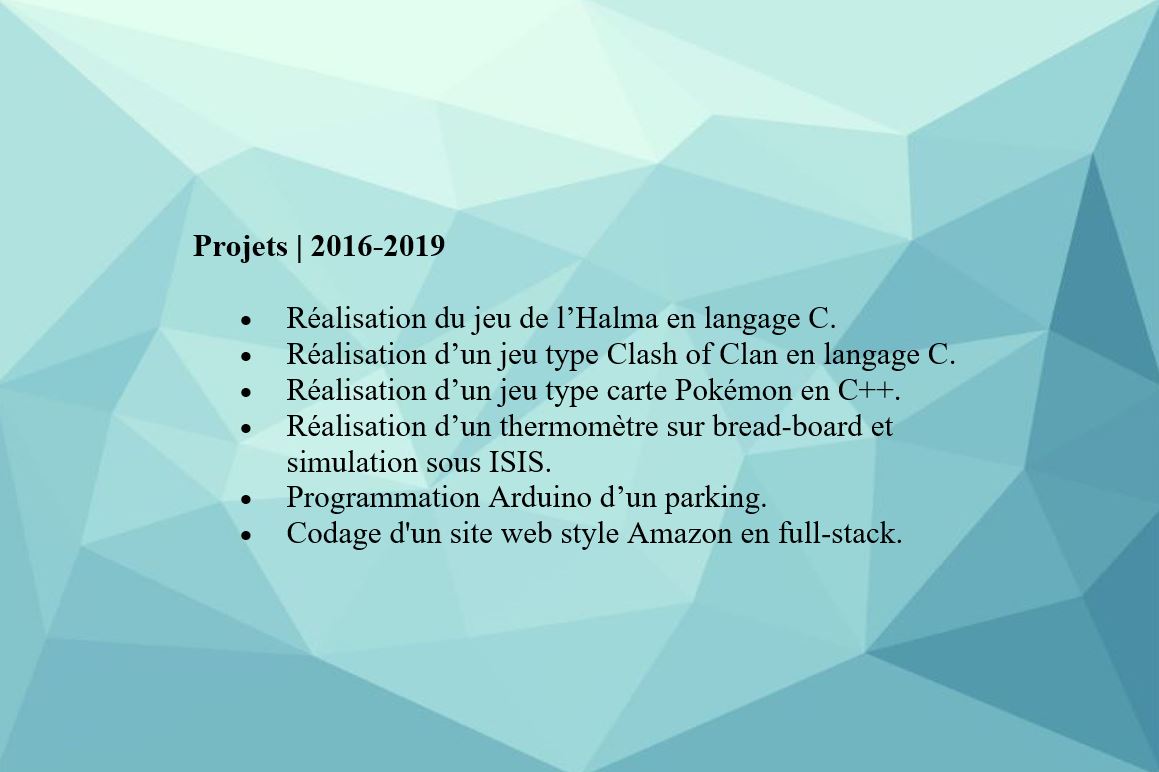 Projets | 2016-2019
• Réalisation du jeu de l’Halma en langage C.
• Réalisation d’un jeu type Clash of Clan en langage C.
• Réalisation d’un jeu type carte Pokémon en C++.
• Réalisation d’un thermomètre sur bread-board et
simulation sous ISIS.
• Programmation Arduino d’un parking.
• Codage d'un site web style Amazon en full-stack.